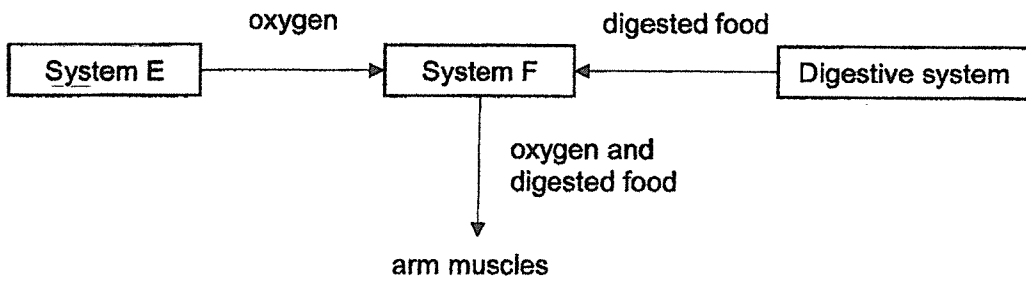 oxygen
digested food
System E
System F
Digestive system
oxygen and
digested food
arm muscles